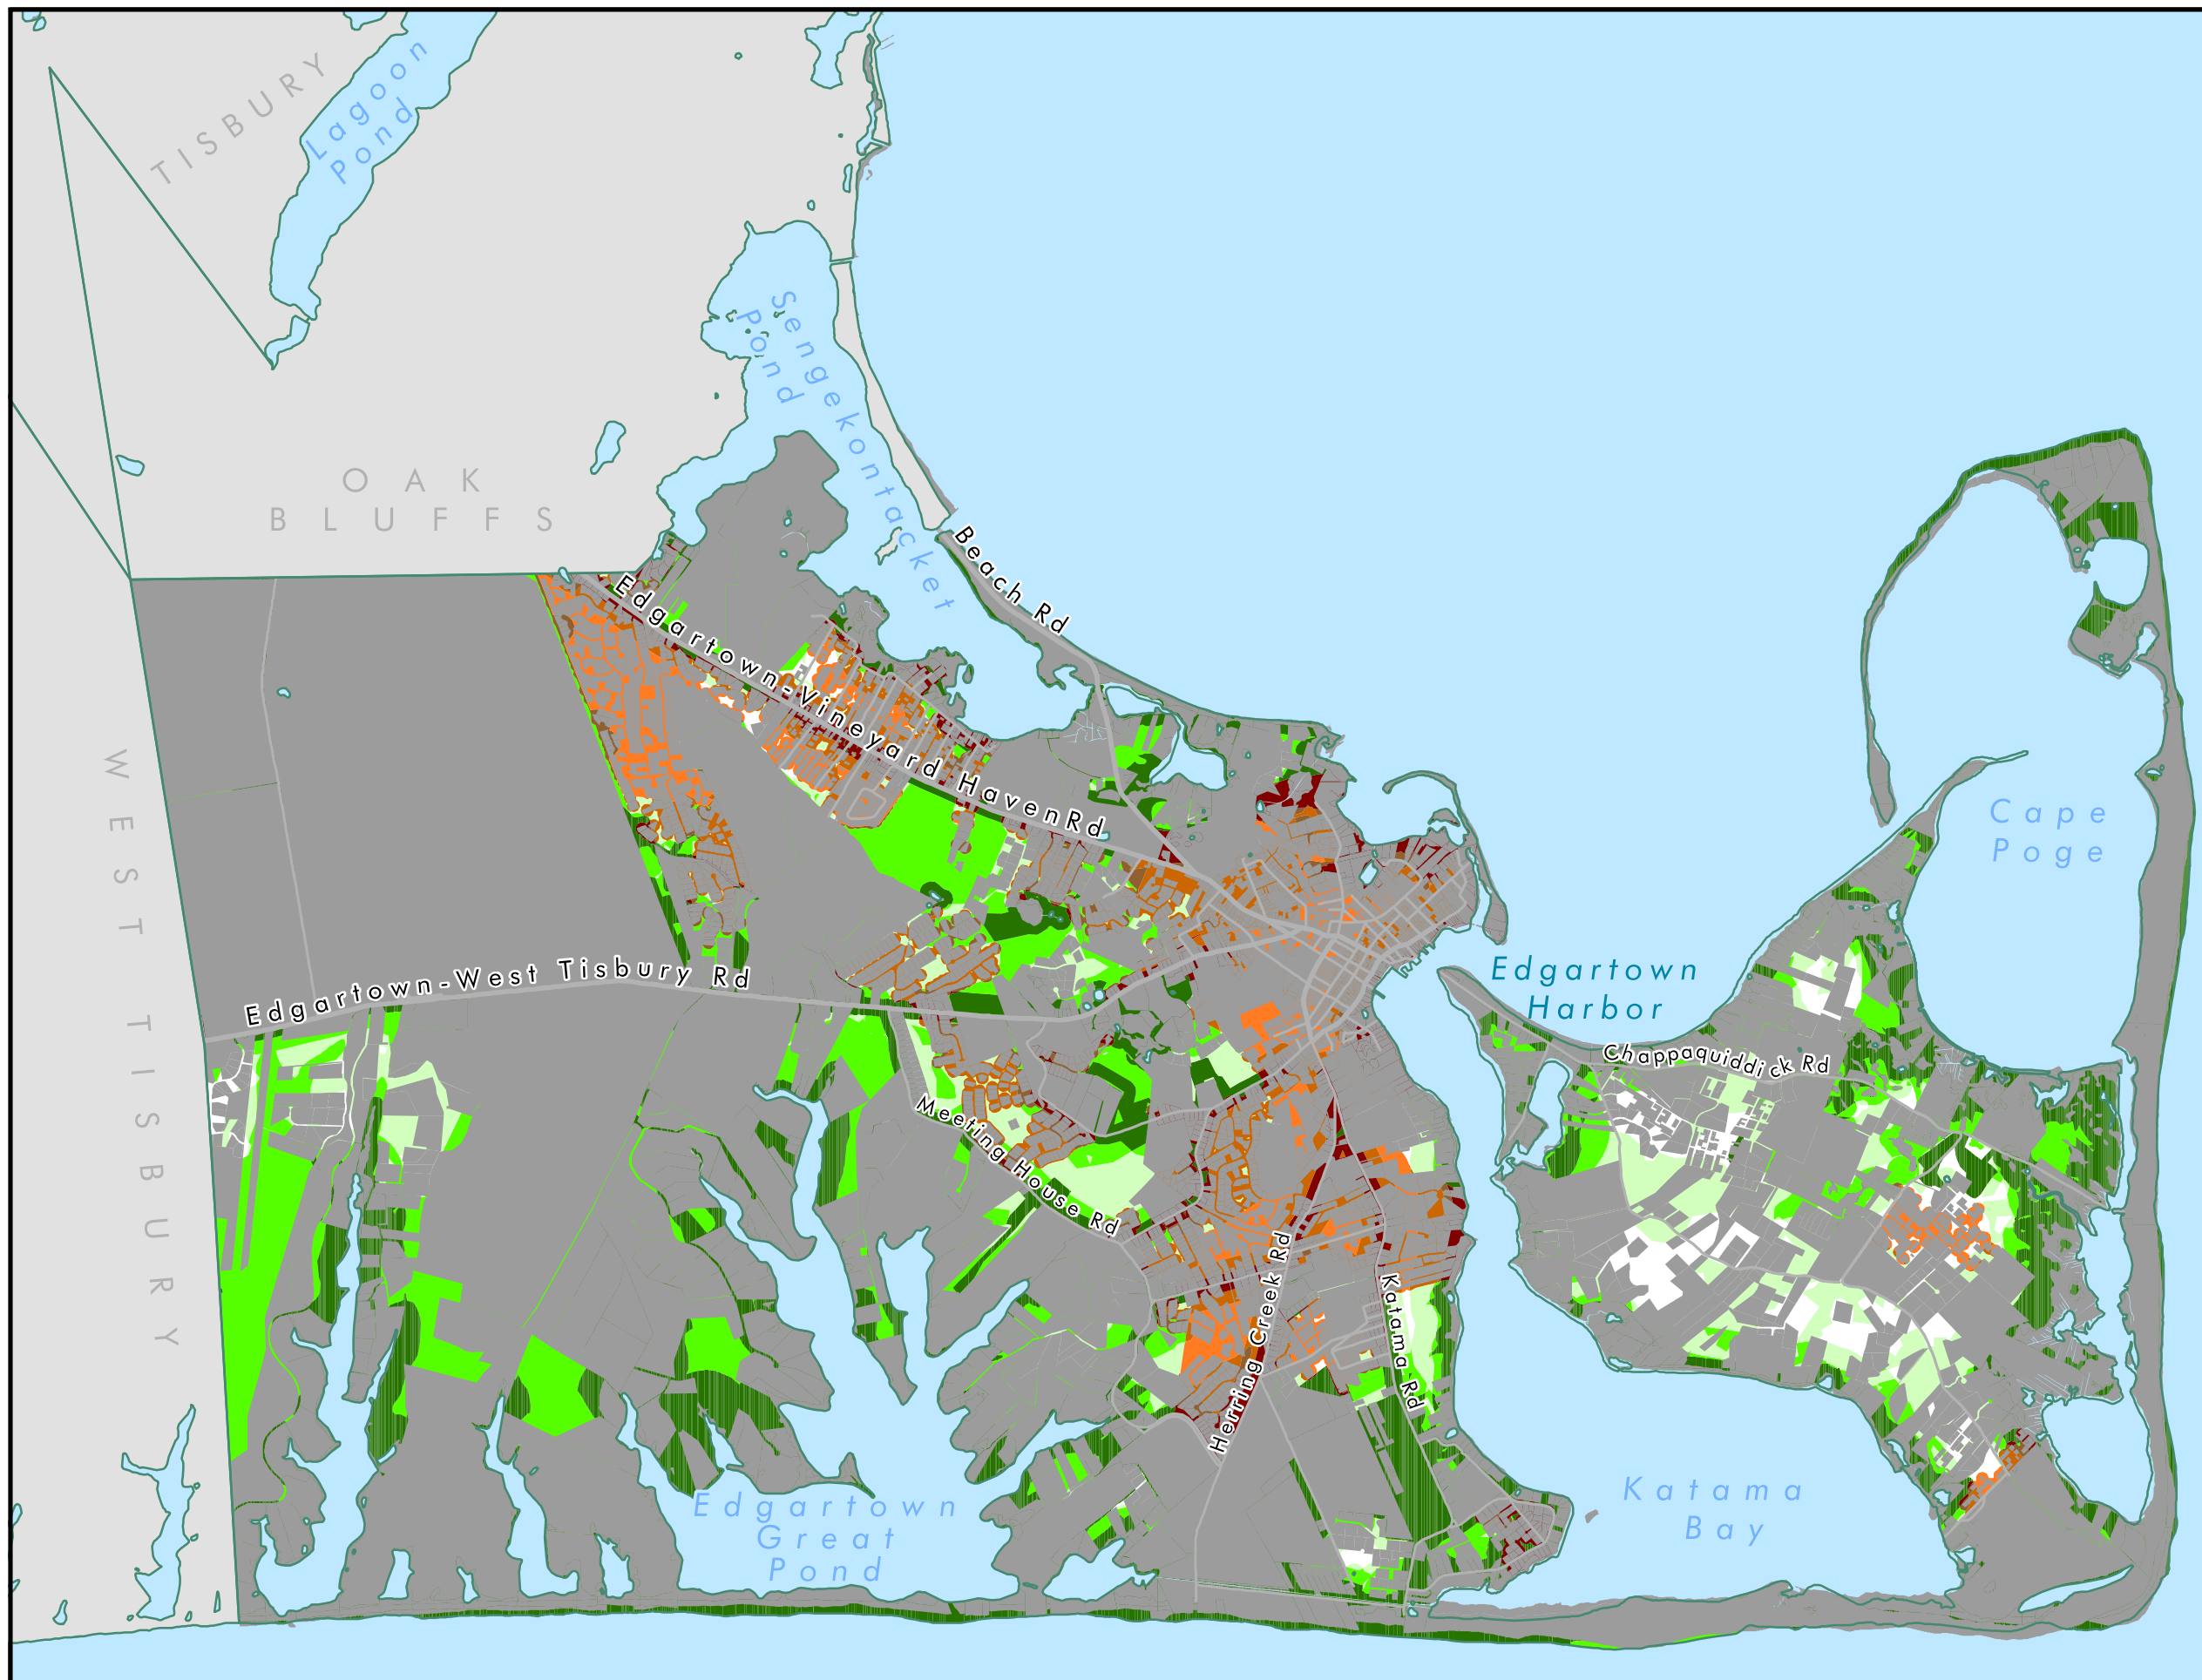 TISBURY
Lagoon
Pond
Sengekontacket
Pond
OAK
BLUFFS
Beach Rd
Edgartown-Vineyard Haven Rd
Cape
Poge
WEST TISBURY
Edgartown-West Tisbury Rd
Edgartown
Harbor
Chappaquiddick Rd
Meeting House Rd
Herring Creek Rd
Katama Rd
Edgartown
Great
Pond
Katama
Bay